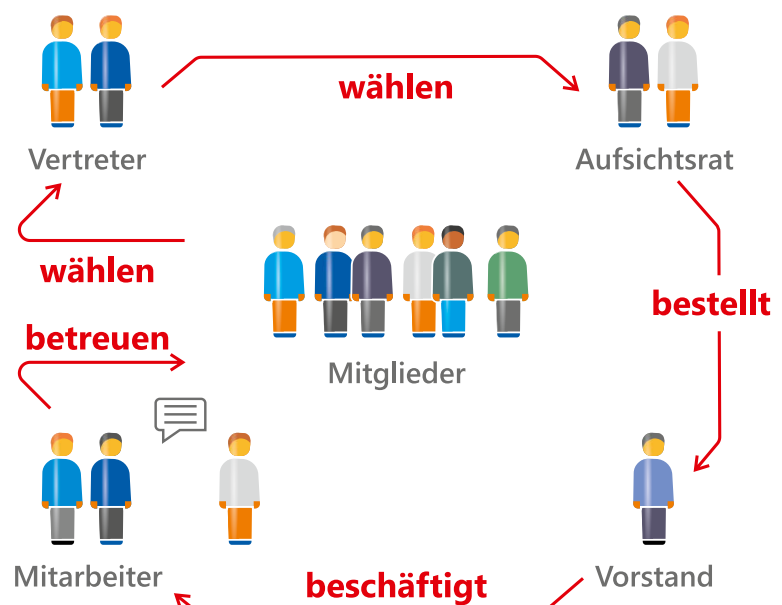 wählen
Vertreter
Aufsichtsrat
wählen
bestellt
betreuen
Mitglieder
Mitarbeiter
beschäftigt
Vorstand